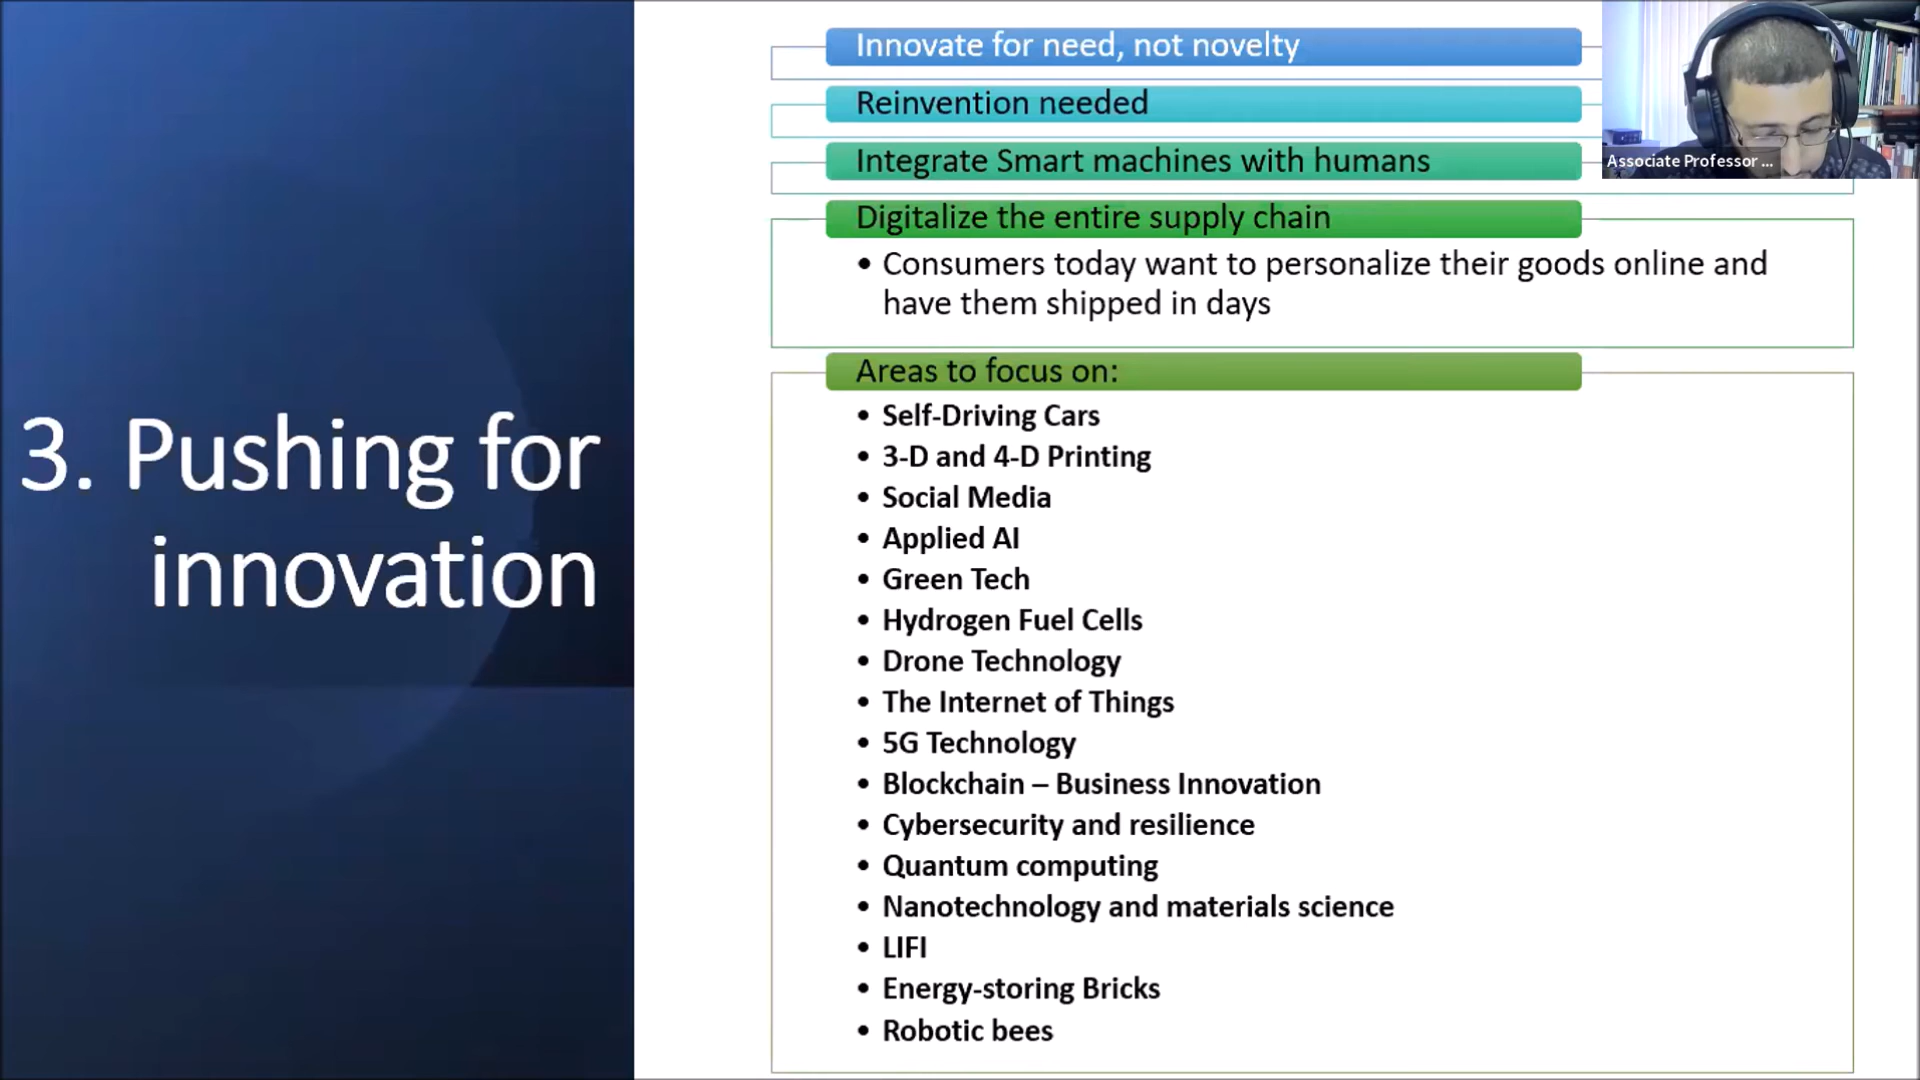 3. Pushing for
innovation
Innovate for need, not novelty
Reinvention needed
Integrate Smart machines with humans
Digitalize the entire supply chain
• Consumers today want to personalize their goods online and
have them shipped in days
Areas to focus on:
• Self-Driving Cars
• 3-D and 4-D Printing
• Social Media
• Applied AI
• Green Tech
• Hydrogen Fuel Cells
• Drone Technology
• The Internet of Things
• 5G Technology
• Blockchain – Business Innovation
• Cybersecurity and resilience
• Quantum computing
• Nanotechnology and materials science
• LIFI
• Energy-storing Bricks
• Robotic bees
Associate Professor ...